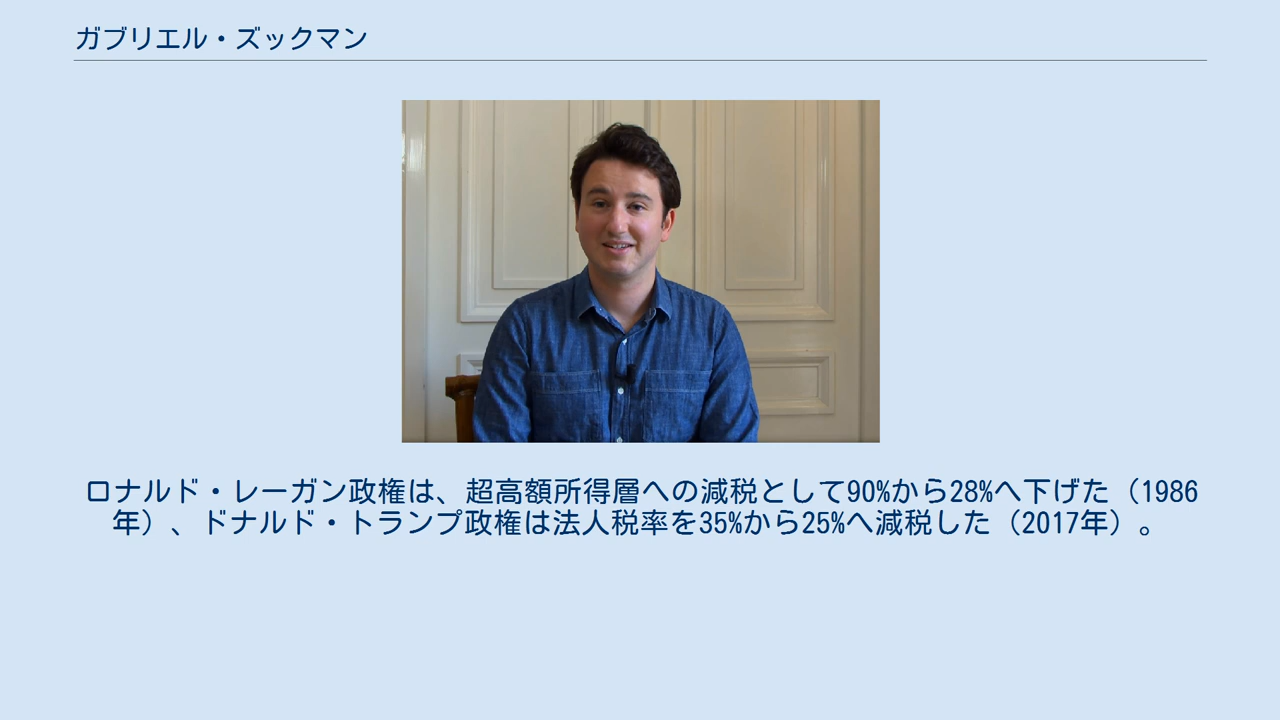 ガブリエル・ズックマン
ロナルド・レーガン政権は、超高額所得層への減税として90%から28%へ下げた（1986
年）、ドナルド・トランプ政権は法人税率を35%から25%へ減税した（2017年）。